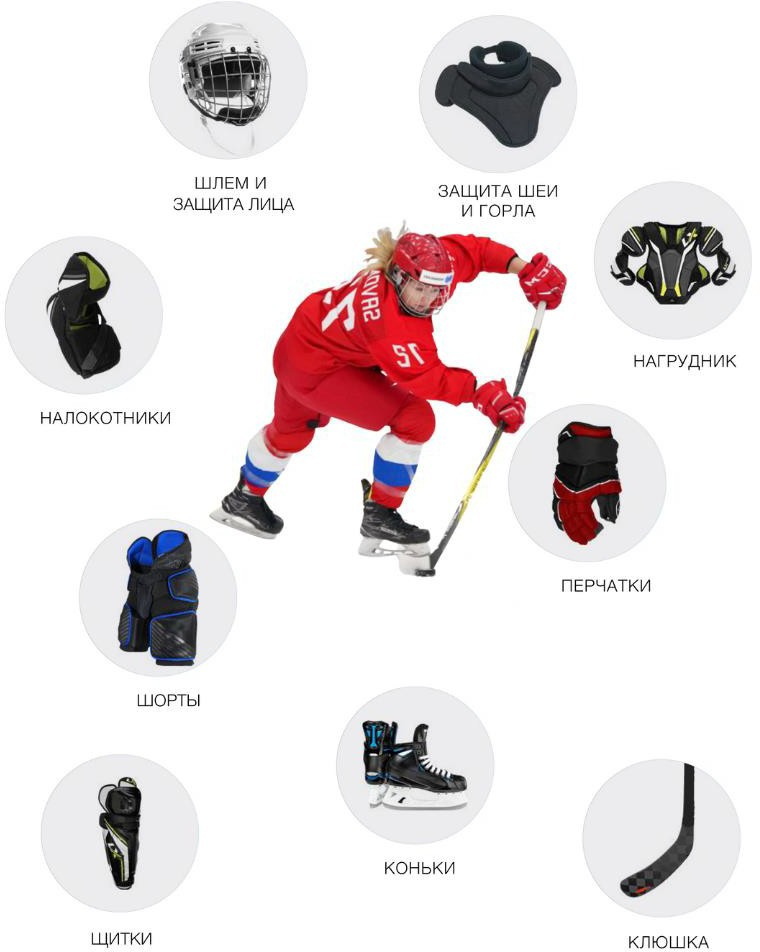 ШЛЕМ И
ЗАЩИТА ЛИЦА
ЗАЩИТА ШЕИ
И ГОРЛА
НАГРУДНИК
НАЛОКОТНИКИ
ПЕРЧАТКИ
ШОРТЫ
КОНЬКИ
ЩИТКИ
КЛЮШКА